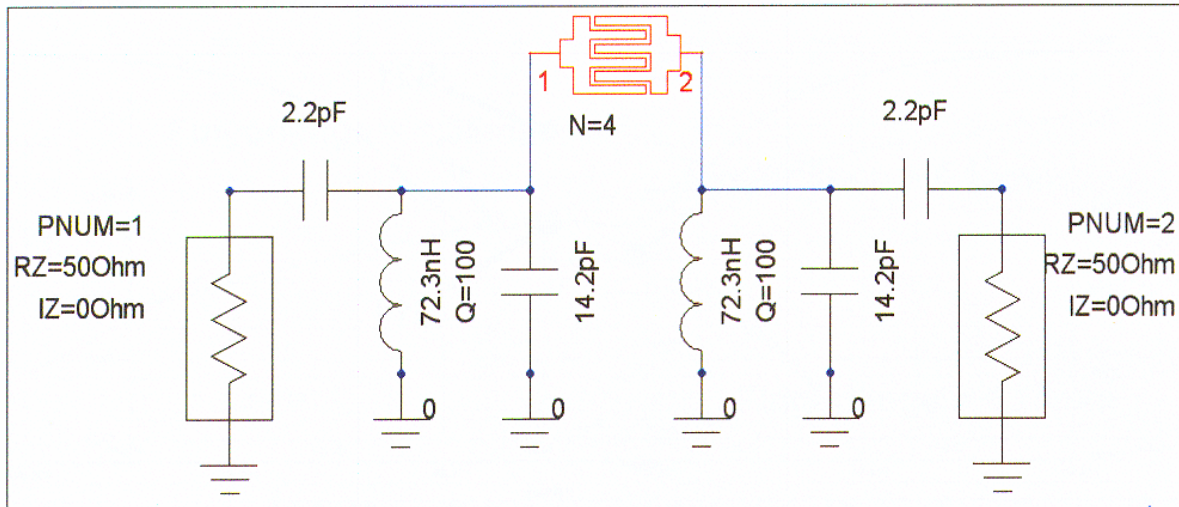 1
2
N=4
2.2pF
2.2pF
PNUM=1
RZ=50Ohm
IZ=0Ohm
72.3nH
Q=100
14.2pF
0
0
72.3nH
Q=100
14.2pF
0
0
PNUM=2
RZ=50Ohm
IZ=0Ohm